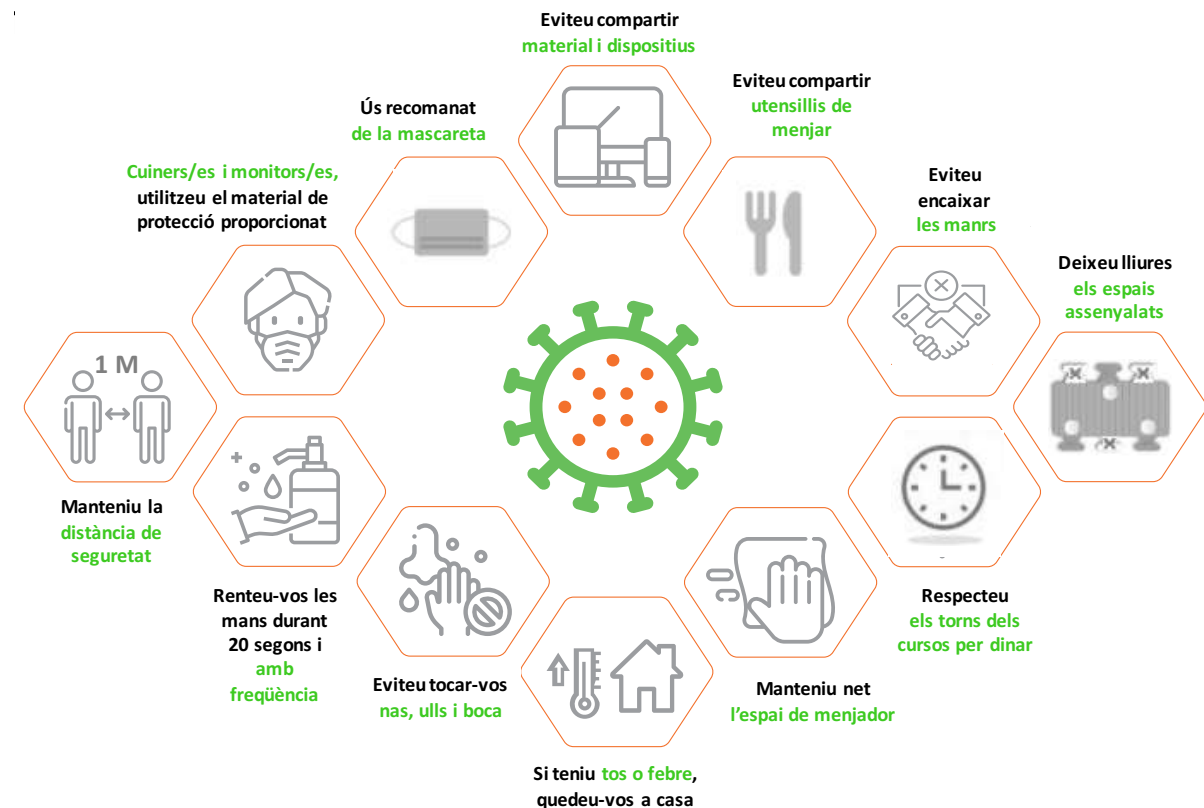 Eviteu compartir
material i dispositius
Eviteu compartir
utensillis de
menjar
Ús recomanat
de la mascareta
Cuiners/es i monitors/es,
utilitzeu el material de
protecció proporcionat
Eviteu
encaixar
les manrs
Deixeu lliures
els espais
assenyalats
1 M
Manteniu la
distància de
seguretat
Renteu-vos les
mans durant
20 segons i
amb
freqüència
Eviteu tocar-vos
nas, ulls i boca
Si teniu tos o febre,
quedeu-vos a casa
Manteniu net
l'espai de menjador
Respecteu
els torns dels
cursos per dinar